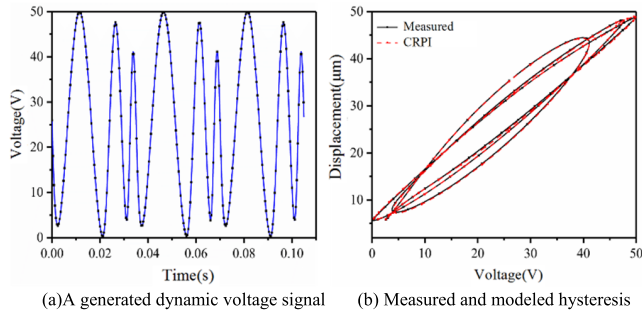 50
40
30
20
10
0
Voltage(V)
0.00 0.02 0.04 0.06 0.08 0.10
Time(s)
Measured
CRPI
50
40
30
20
10
Displacement(μm)
0 10 20 30 40 50
Voltage(V)
(a)A generated dynamic voltage signal
(b) Measured and modeled hysteresis